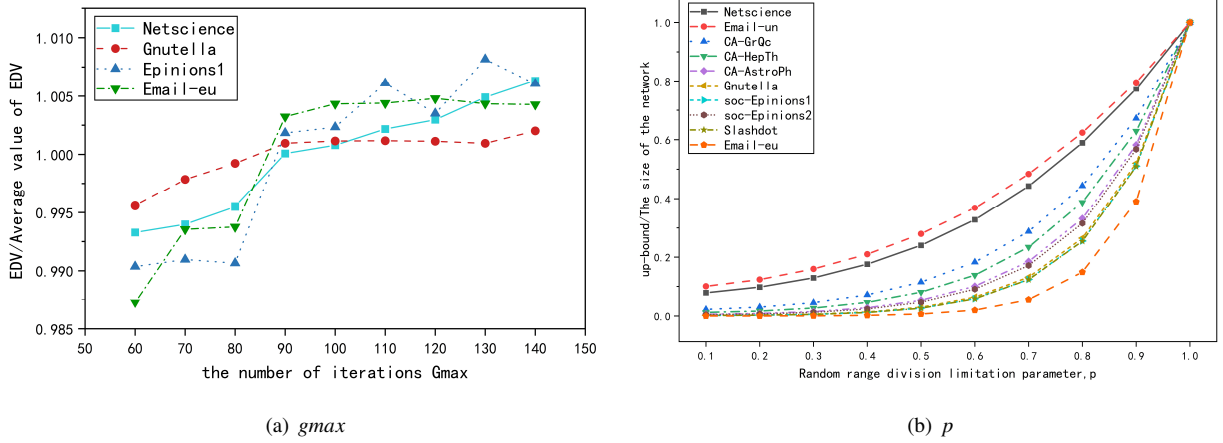 1.010
1.005
1.000
0.995
0.990
0.985
EDV/Average value of EDV
Netscience
Gnutella
Epinions1
Email-eu
50 60 70 80 90 100 110 120 130 140 150
the number of iterations Gmax
(a) gmax
1.0
0.8
0.6
0.4
0.2
0.0
up-bound/The size of the network
Netscience
Email-un
CA-GrQc
CA-HepTh
CA-AstroPh
Gnutella
soc-Epinions1
soc-Epinions2
Slashdot
Email-eu
0.1 0.2 0.3 0.4 0.5 0.6 0.7 0.8 0.9 1.0
Random range division limitation parameter,p
(b) p